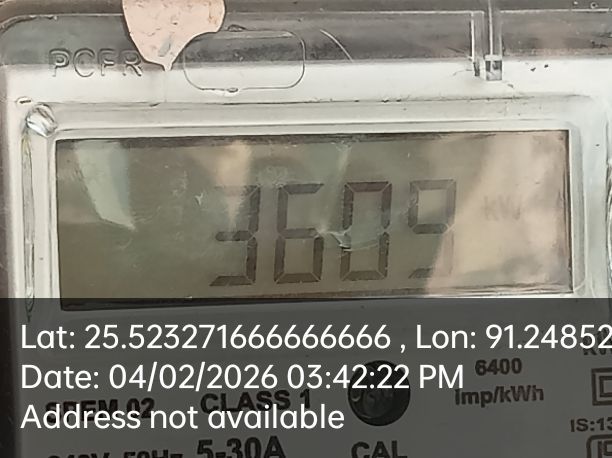 PCFR
3609
Lat: 25.523271666666666 , Lon: 91.24852
Date: 04/02/2026 03:42:22 PM
Address not available
6400
imp/kWh
CLASS 1
5-30A
CAL